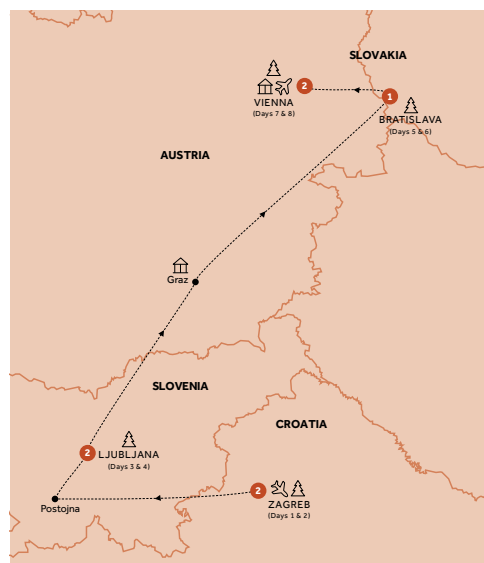 SLOVAKIA
2
VIENNA
(Days 7 & 8)
1
BRATISLAVA
(Days 5 & 6)
AUSTRIA
Graz
SLOVENIA
CROATIA
2
LJUBLJANA
(Days 3 & 4)
Postojna
2
ZAGREB
(Days 1 & 2)